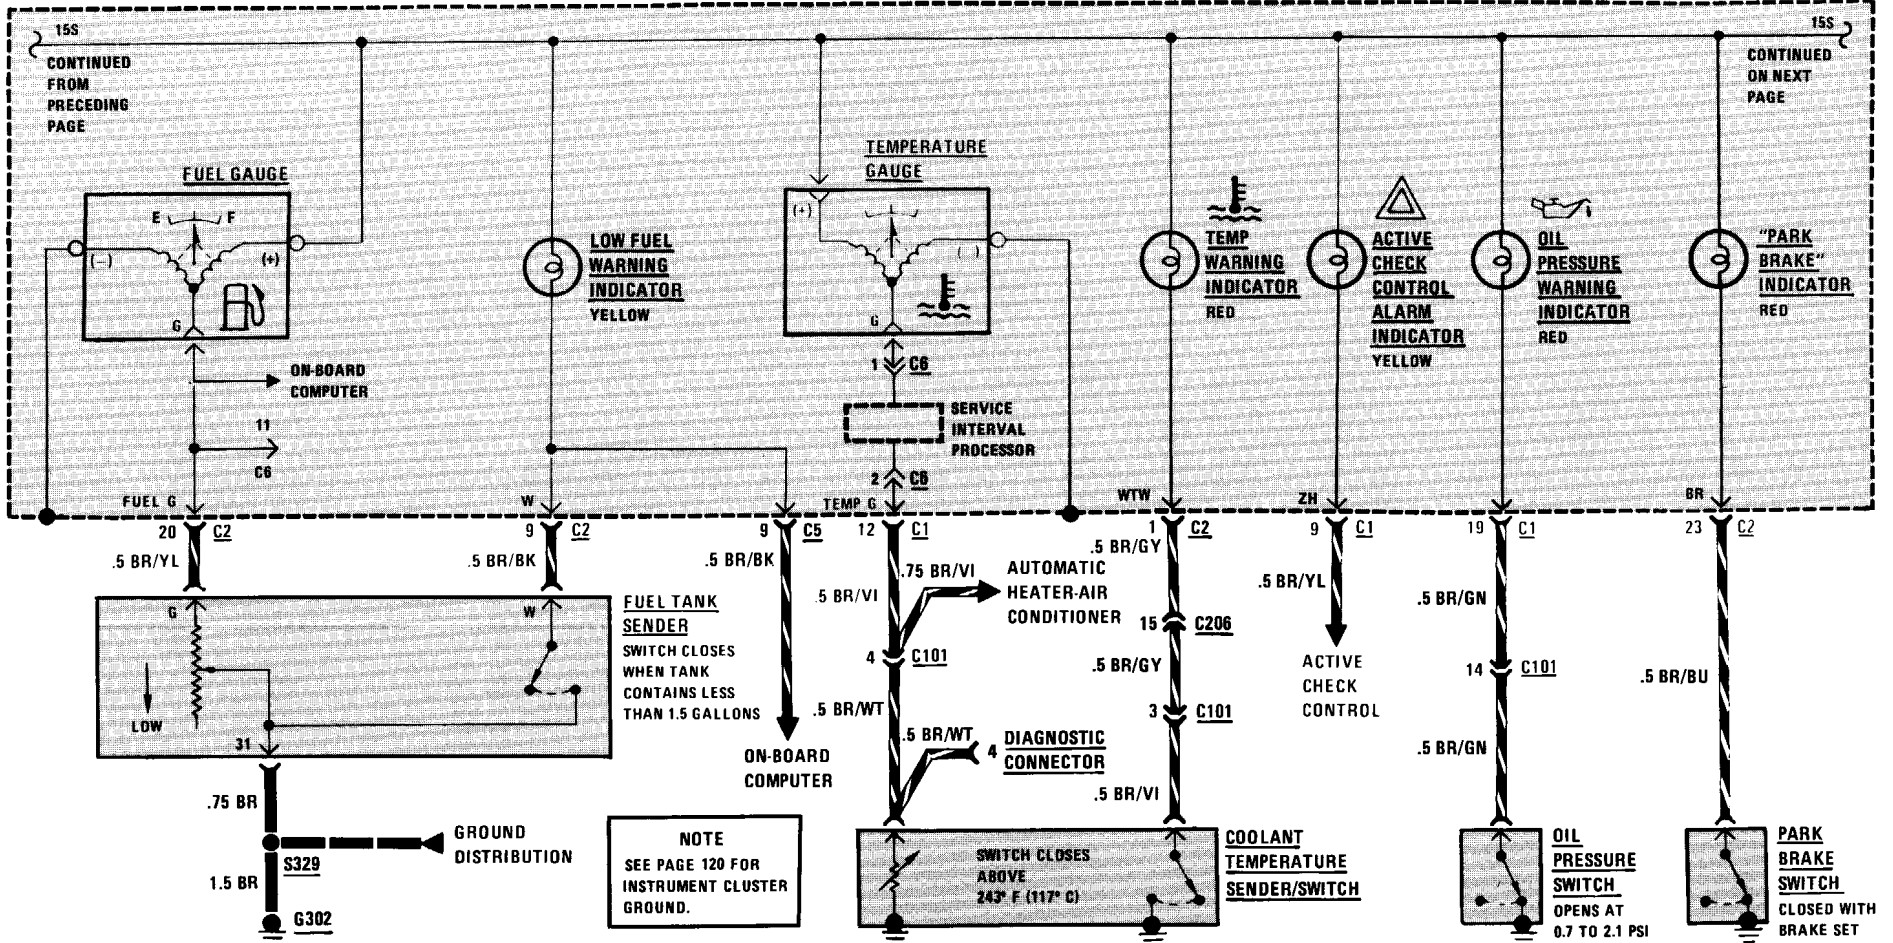 15S
CONTINUED
FROM
PRECEDING
PAGE
15S
CONTINUED
ON NEXT
PAGE
FUEL GAUGE
E F
(—) (+)
G
ON-BOARD
COMPUTER
11
C6
FUEL G
LOW FUEL
WARNING
INDICATOR
YELLOW
W
TEMPERATURE
GAUGE
(+) ( )
G
1 C6
SERVICE
INTERVAL
PROCESSOR
2 C6
TEMP G
TEMP
WARNING
INDICATOR
RED
WTW
ACTIVE
CHECK
CONTROL
ALARM
INDICATOR
YELLOW
ZH
OIL
PRESSURE
WARNING
INDICATOR
RED
"PARK
BRAKE"
INDICATOR
RED
BR
20 C2
9 C2
9 C5
12 C1
1 C2
9 C1
19 C1
23 C2
.5 BR/YL
.5 BR/BK
.5 BR/BK
.5 BR/VI
.75 BR/VI
AUTOMATIC
HEATER-AIR
CONDITIONER
.5 BR/GY
.5 BR/YL
.5 BR/GN
.5 BR/BU
G W
LOW
31
FUEL TANK
SENDER
SWITCH CLOSES
WHEN TANK
CONTAINS LESS
THAN 1.5 GALLONS
ON-BOARD
COMPUTER
4 C101
.5 BR/WT
.5 BR/WT
4 DIAGNOSTIC
CONNECTOR
15 C206
.5 BR/GY
3 C101
.5 BR/VI
ACTIVE
CHECK
CONTROL
14 C101
.5 BR/GN
.75 BR
S329
GROUND
DISTRIBUTION
1.5 BR
G302
NOTE
SEE PAGE 120 FOR
INSTRUMENT CLUSTER
GROUND.
SWITCH CLOSES
ABOVE
243° F (117° C)
COOLANT
TEMPERATURE
SENDER/SWITCH
OIL
PRESSURE
SWITCH
OPENS AT
0.7 TO 2.1 PSI
PARK
BRAKE
SWITCH
CLOSED WITH
BRAKE SET